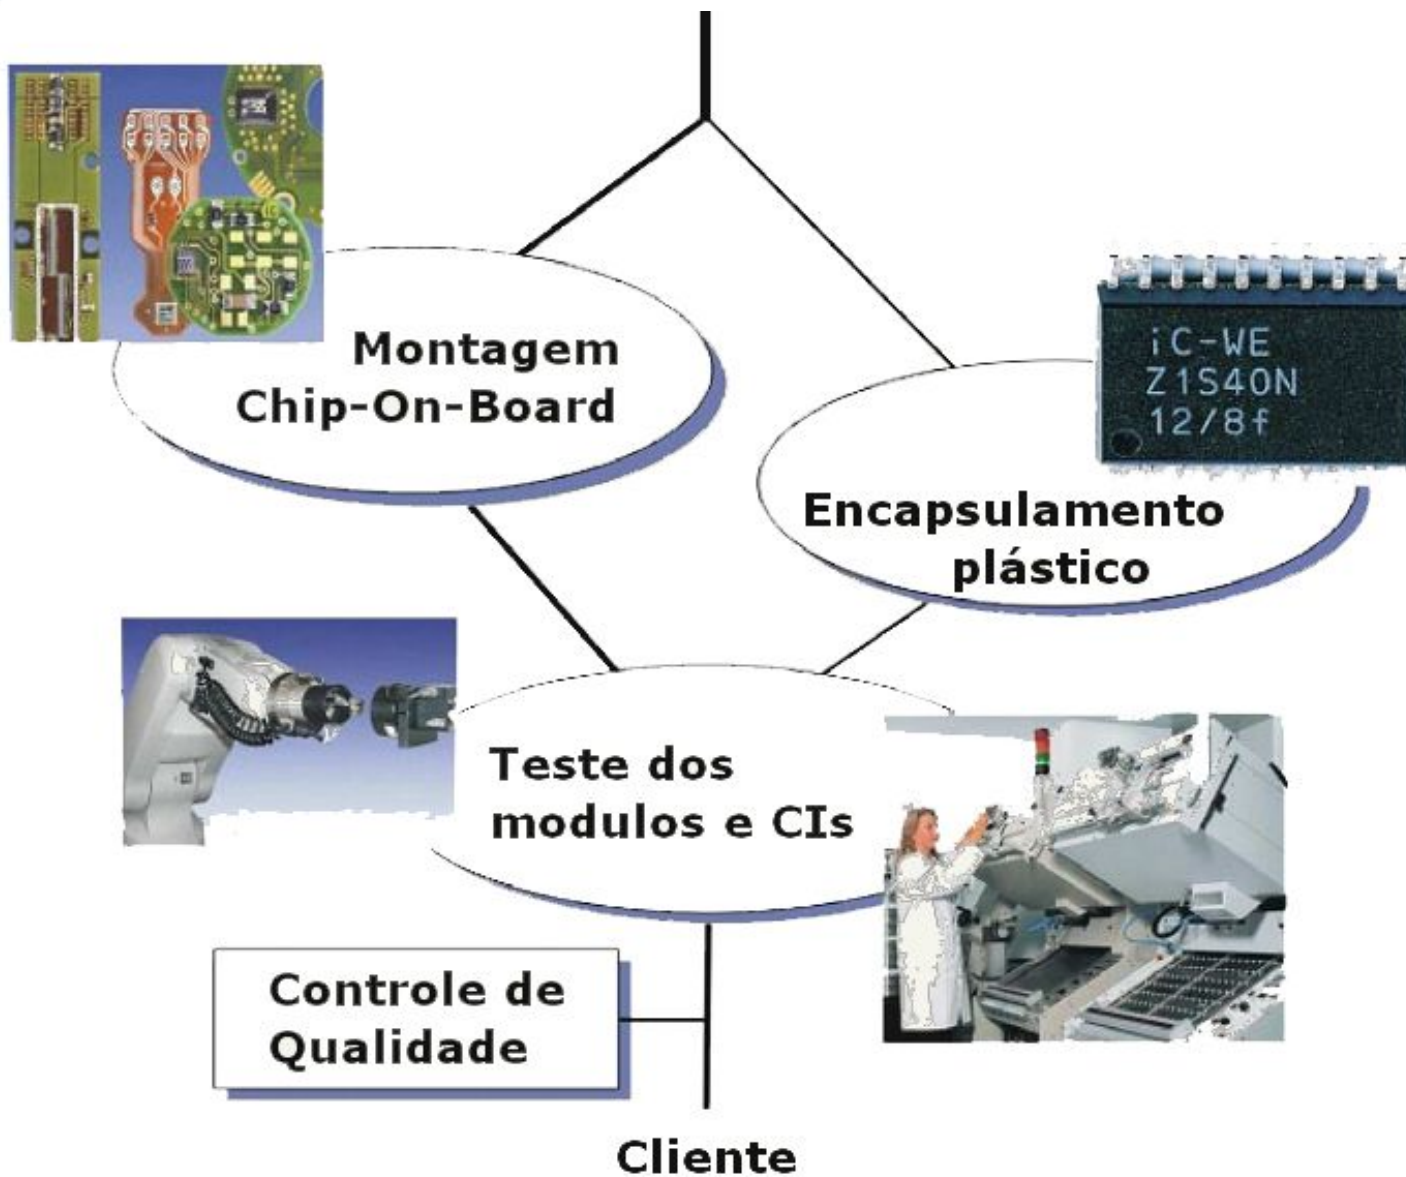 Montagem
Chip-On-Board
iC-WE
Z1S40N
12/8f
Encapsulamento
plástico
Teste dos
modulos e CIs
Controle de
Qualidade
Cliente